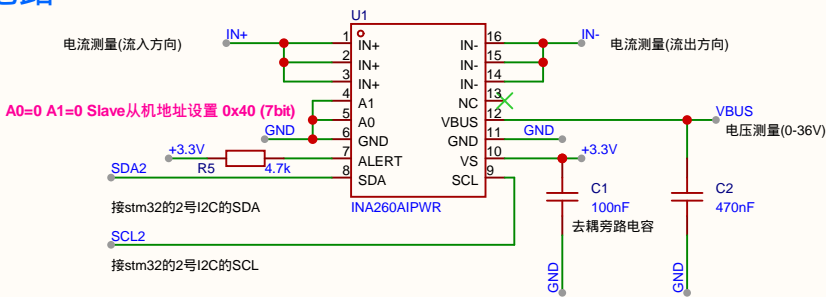 U1
电流测量(流入方向)
IN+
1
IN+
16
IN-
IN-
电流测量(流出方向)
2
IN+
15
IN-
3
IN+
14
IN-
A0=0 A1=0 Slave从机地址设置 0x40 (7bit)
4
A1
13
NC
5
A0
12
VBUS
VBUS
电压测量(0-36V)
GND
6
GND
11
GND
GND
+3.3V
R5
4.7k
7
ALERT
10
VS
+3.3V
SDA2
8
SDA
9
SCL
INA260AIPWR
接stm32的2号I2C的SDA
C1
100nF
去耦旁路电容
C2
470nF
SCL2
接stm32的2号I2C的SCL
GND
GND